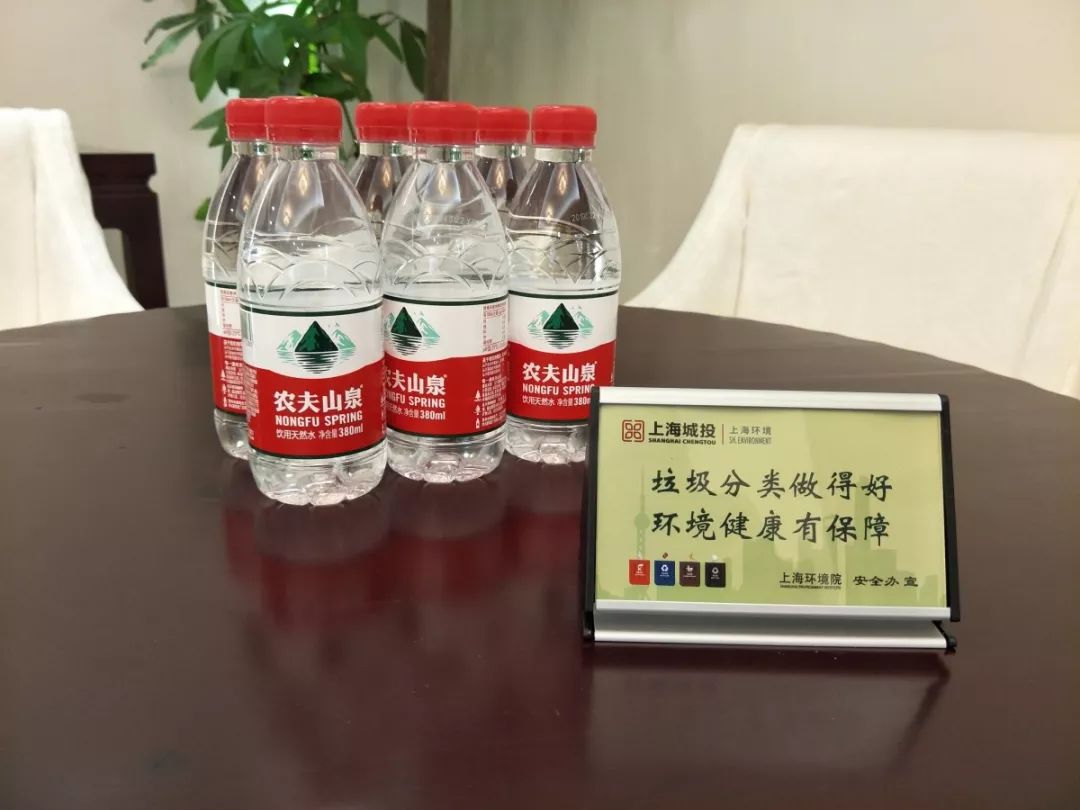 农夫山泉
NONGFU SPRING
饮用天然水 净含量380ml
农夫山泉
NONGFU SPRING
饮用天然水 净含量380ml
农夫山泉
NONGFU SPRING
饮用天然水 净含量380ml
上海城投 上海环境
SHANGHAI CHENGTOU SH. ENVIRONMENT
垃圾分类做得好
环境健康有保障
上海环境院 安全办 宣